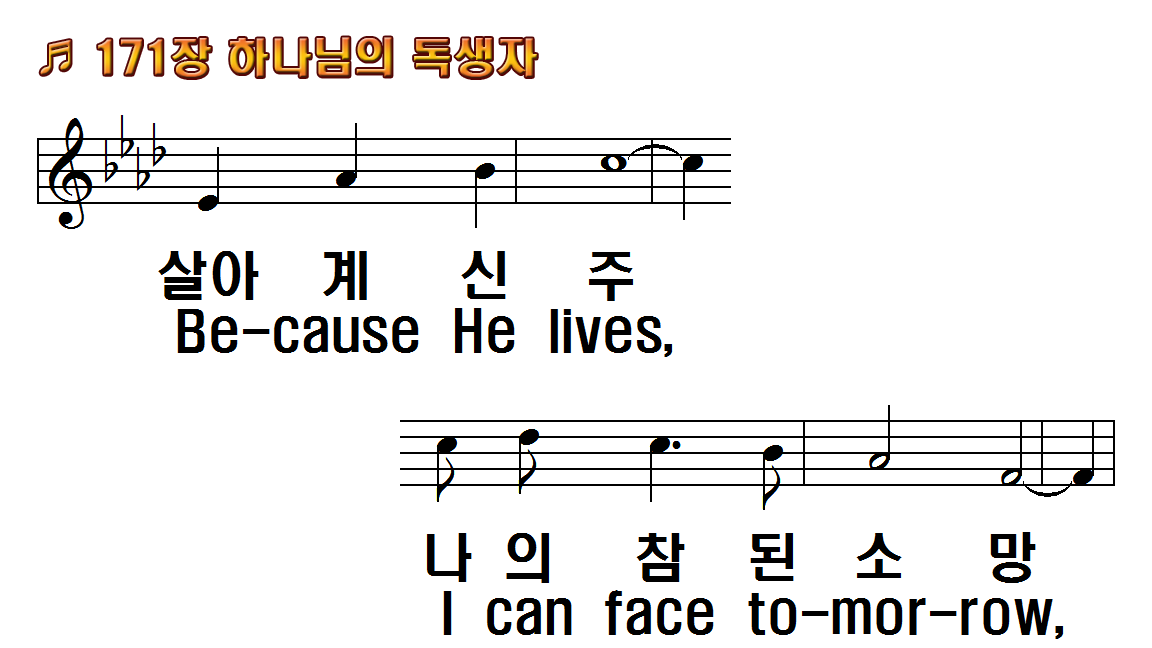 171장 하나님의 독생자
살아 계 신 주
Be-cause He lives,
나 의 참 된 소 망
I can face to-mor-row,